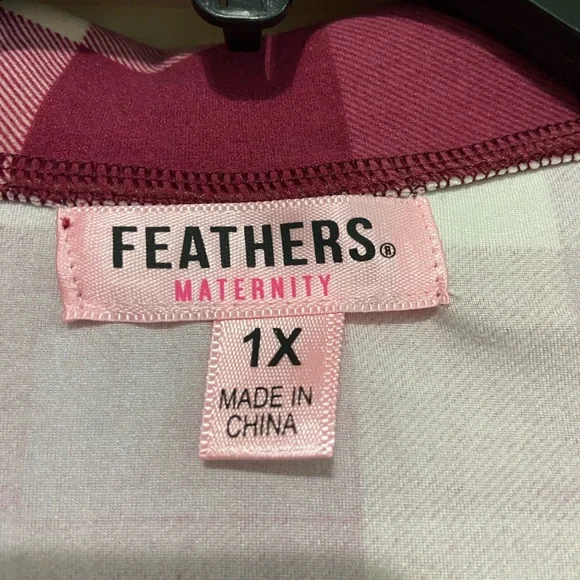 FEATHERS®
MATERNITY
1X
MADE IN
CHINA